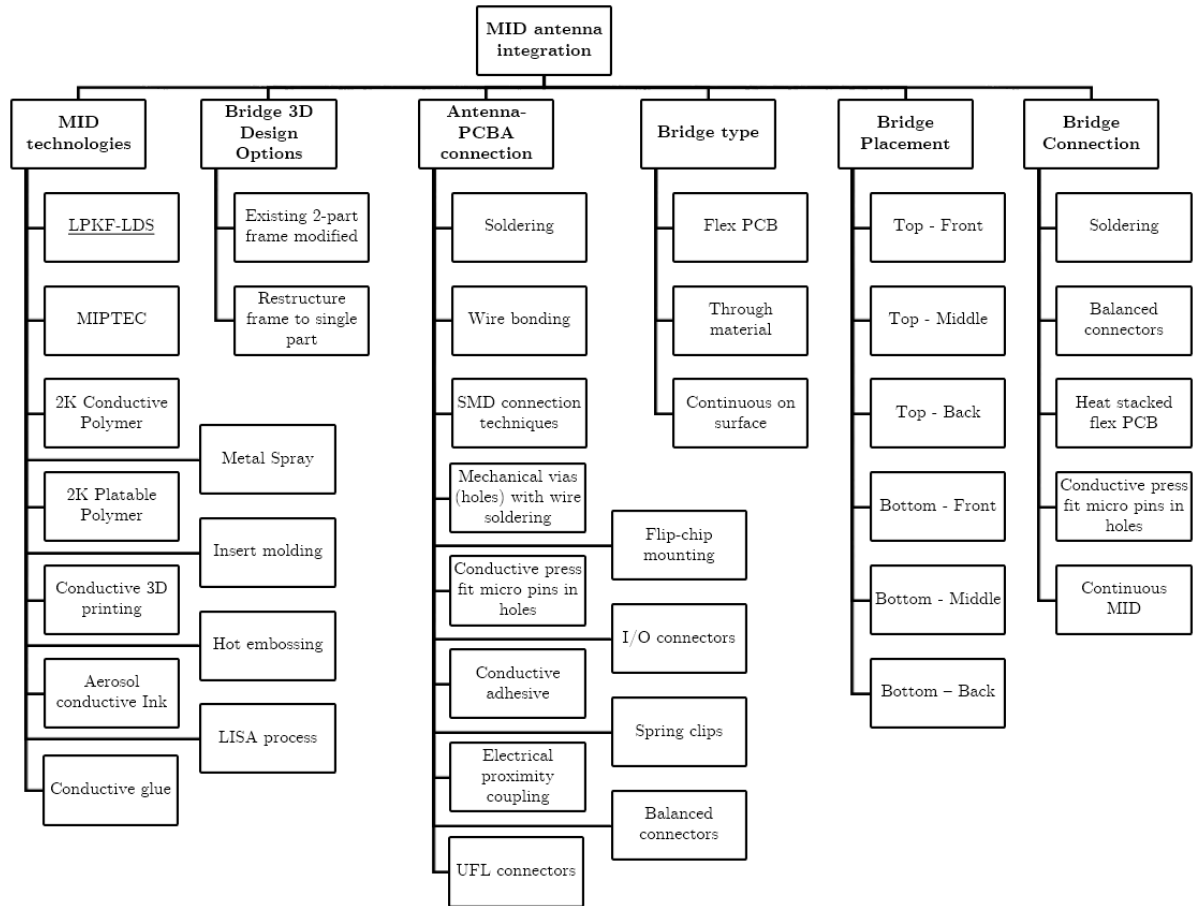 MID antenna
integration
MID
technologies
LPKF-LDS
MIPTEC
2K Conductive
Polymer
Metal Spray
2K Platable
Polymer
Insert molding
Conductive 3D
printing
Hot embossing
Aerosol
conductive Ink
LISA process
Conductive glue
Bridge 3D
Design
Options
Existing 2-part
frame modified
Restructure
frame to single
part
Antenna-
PCBA
connection
Soldering
Wire bonding
SMD connection
techniques
Mechanical vias
(holes) with wire
soldering
Flip-chip
mounting
Conductive press
fit micro pins in
holes
I/O connectors
Conductive
adhesive
Spring clips
Electrical
proximity
coupling
Balanced
connectors
UFL connectors
Bridge type
Flex PCB
Through
material
Continuous on
surface
Bridge
Placement
Top - Front
Top - Middle
Top - Back
Bottom - Front
Bottom - Middle
Bottom – Back
Bridge
Connection
Soldering
Balanced
connectors
Heat stacked
flex PCB
Conductive press
fit micro pins in
holes
Continuous
MID